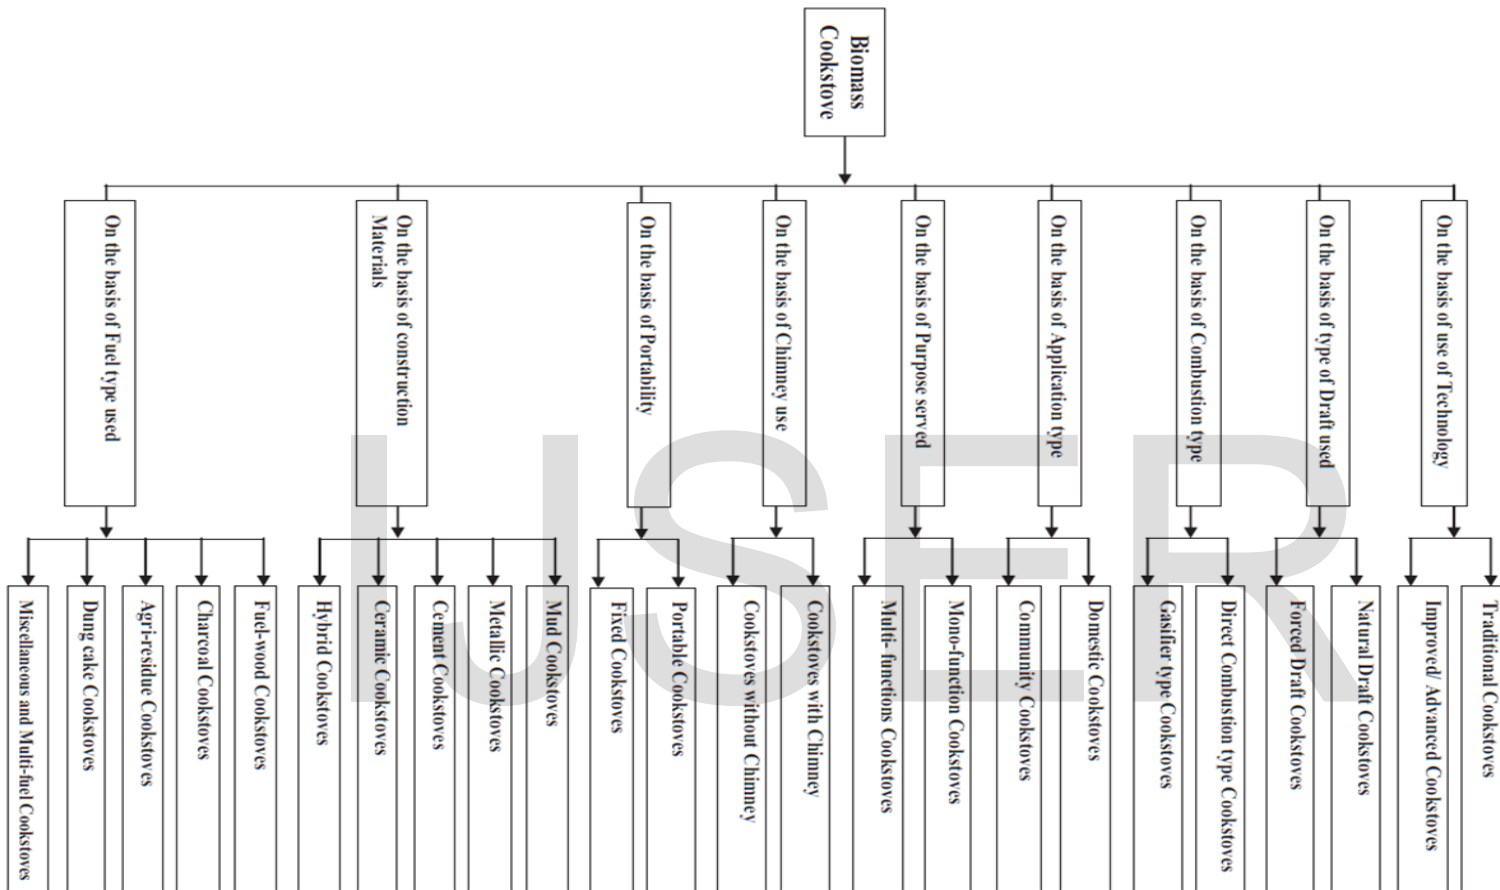 Biomass
Cookstove
On the basis of use of Technology
Traditional Cookstoves
Improved/ Advanced Cookstoves
On the basis of type of Draft used
Natural Draft Cookstoves
Forced Draft Cookstoves
On the basis of Combustion type
Direct Combustion type Cookstoves
Gasifier type Cookstoves
On the basis of Application type
Domestic Cookstoves
Community Cookstoves
On the basis of Purpose served
Mono-function Cookstoves
Multi- functions Cookstoves
On the basis of Chimney use
Cookstoves with Chimney
Cookstoves without Chimney
On the basis of Portability
Portable Cookstoves
Fixed Cookstoves
On the basis of construction
Materials
Mud Cookstoves
Metallic Cookstoves
Cement Cookstoves
Ceramic Cookstoves
Hybrid Cookstoves
On the basis of Fuel type used
Fuel-wood Cookstoves
Charcoal Cookstoves
Agri-residue Cookstoves
Dung cake Cookstoves
Miscellaneous and Multi-fuel Cookstoves
IJSER